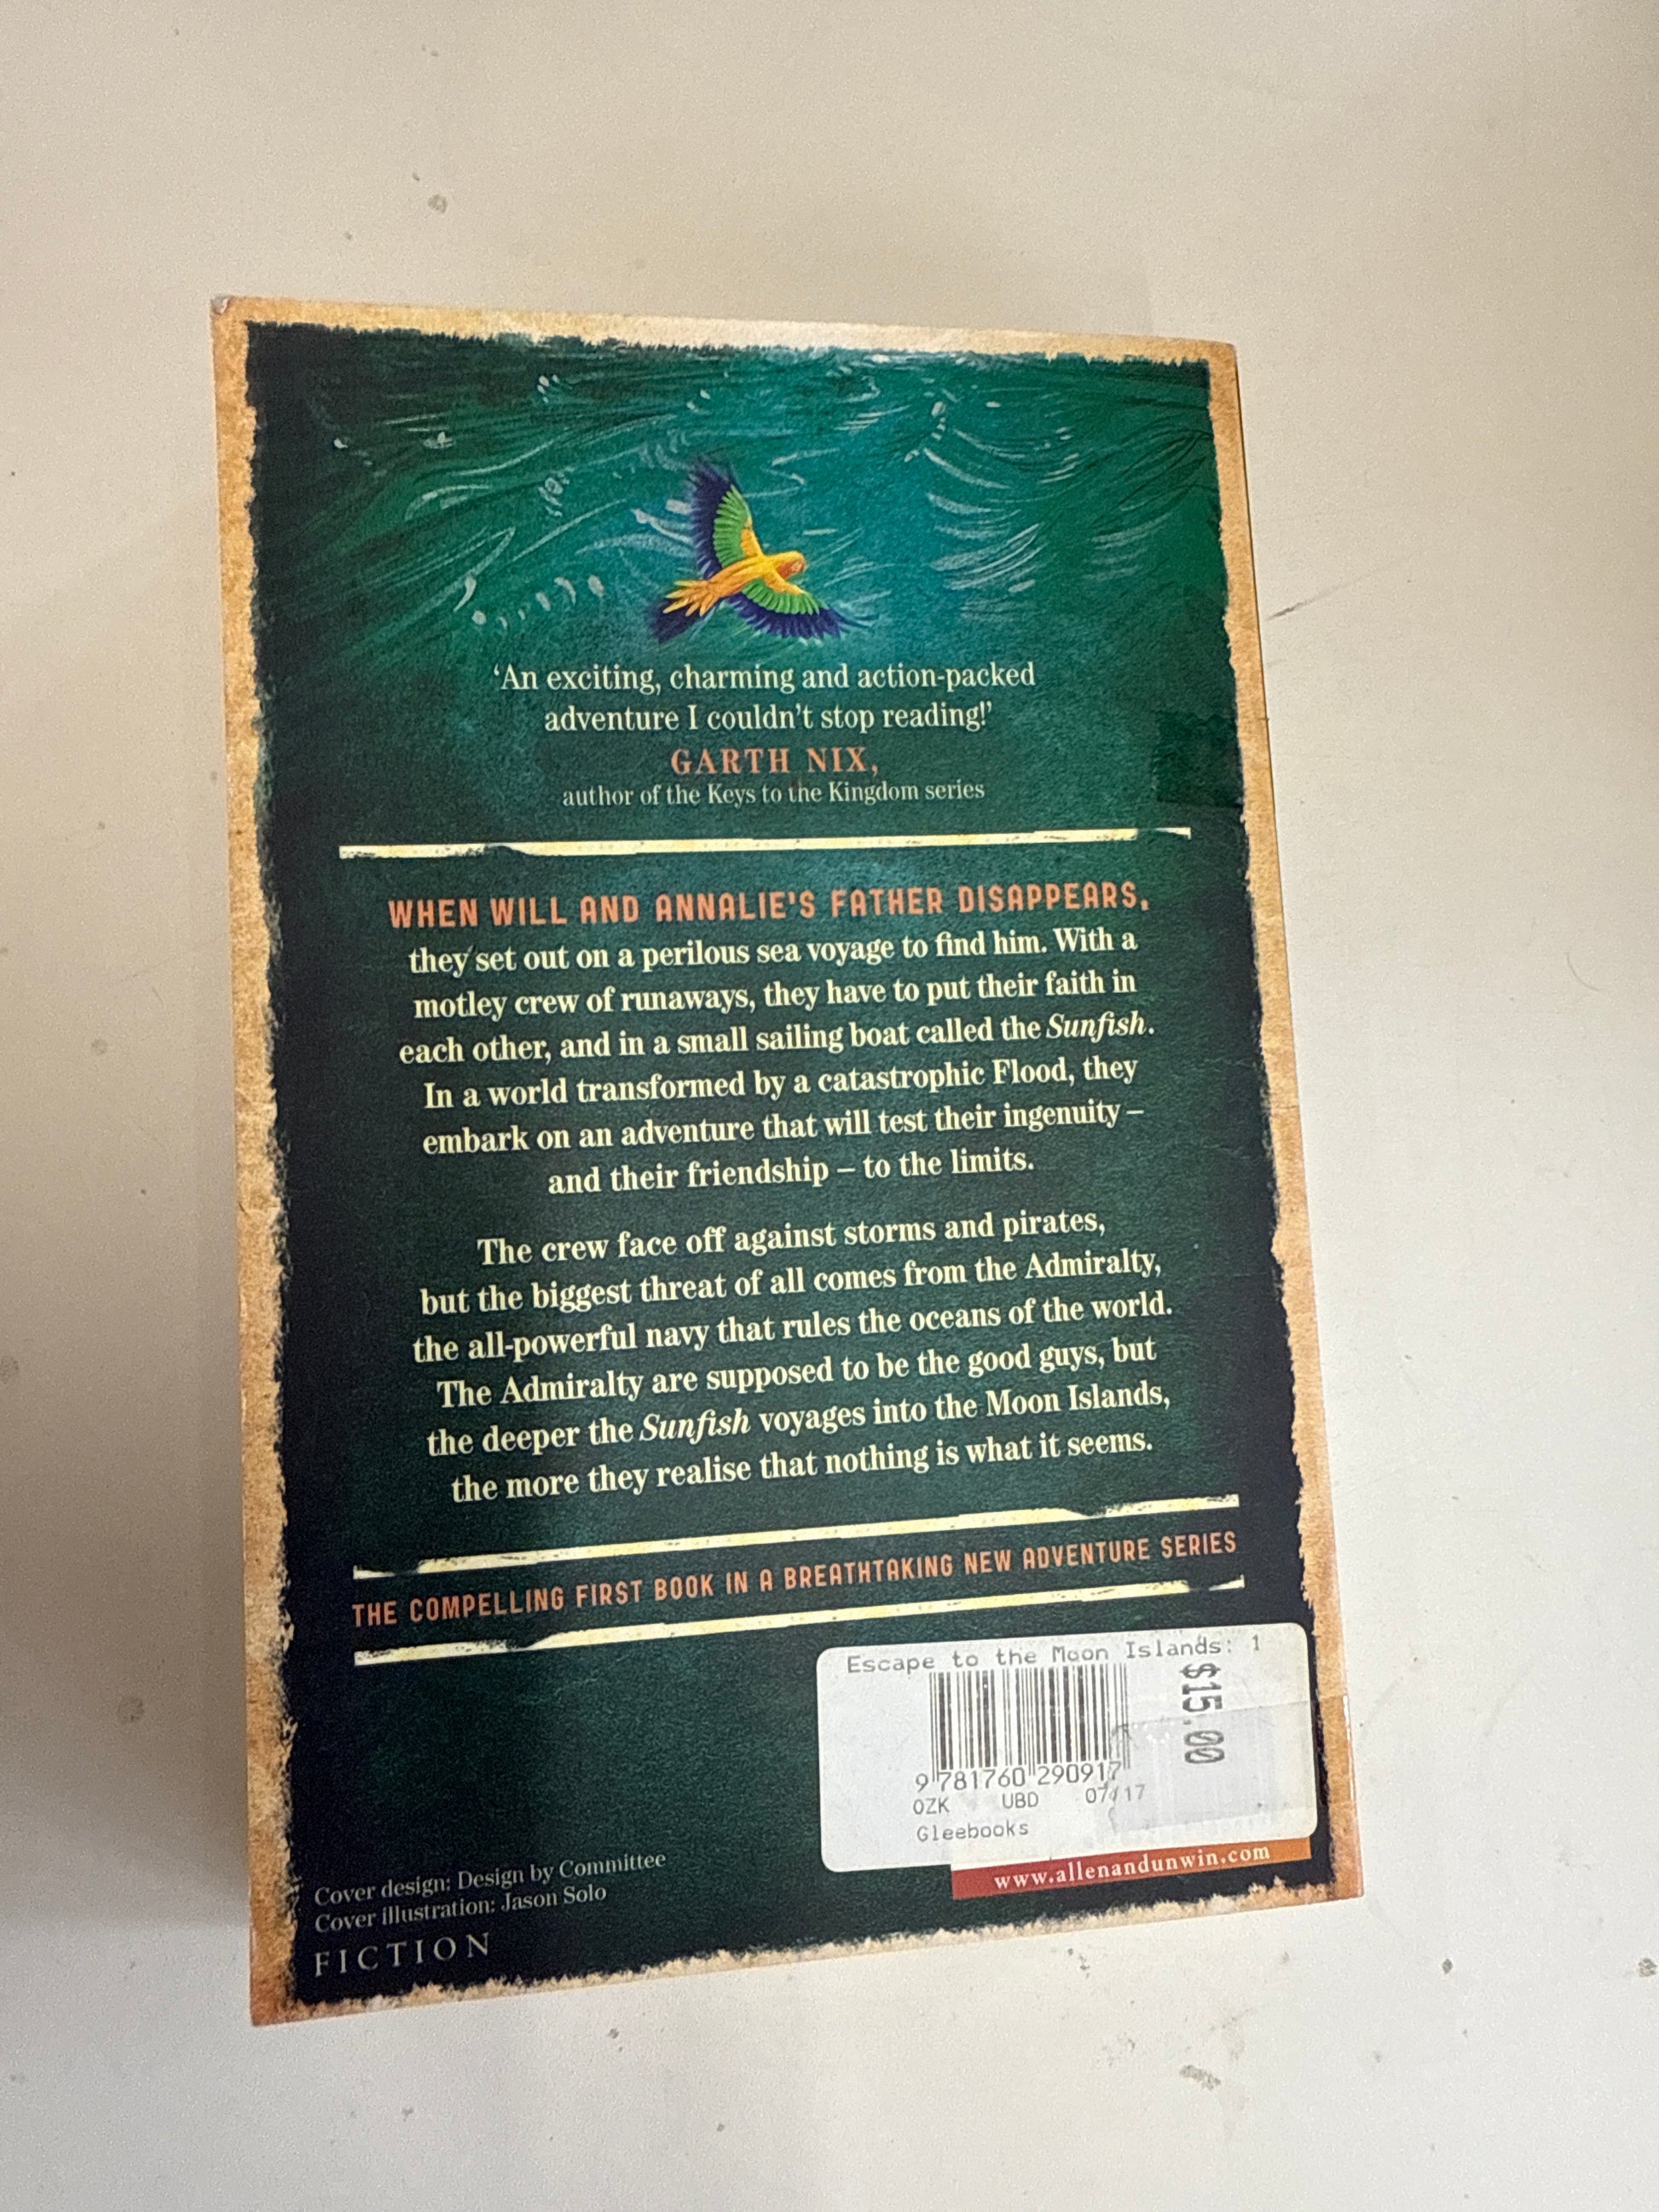 ‘An exciting, charming and action-packed
adventure I couldn’t stop reading!’
GARTH NIX,
author of the Keys to the Kingdom series
WHEN WILL AND ANNALIE'S FATHER DISAPPEARS,
they set out on a perilous sea voyage to find him. With a
motley crew of runaways, they have to put their faith in
each other, and in a small sailing boat called the Sunfish.
In a world transformed by a catastrophic Flood, they
embark on an adventure that will test their ingenuity –
and their friendship – to the limits.
The crew face off against storms and pirates,
but the biggest threat of all comes from the Admiralty,
the all-powerful navy that rules the oceans of the world.
The Admiralty are supposed to be the good guys, but
the deeper the Sunfish voyages into the Moon Islands,
the more they realise that nothing is what it seems.
THE COMPELLING FIRST BOOK IN A BREATHTAKING NEW ADVENTURE SERIES
Escape to the Moon Islands: 1
$15.00
9 781760 290917
OZK UBD 07/17
Gleebooks
www.allenandunwin.com
Cover design: Design by Committee
Cover illustration: Jason Solo
FICTION